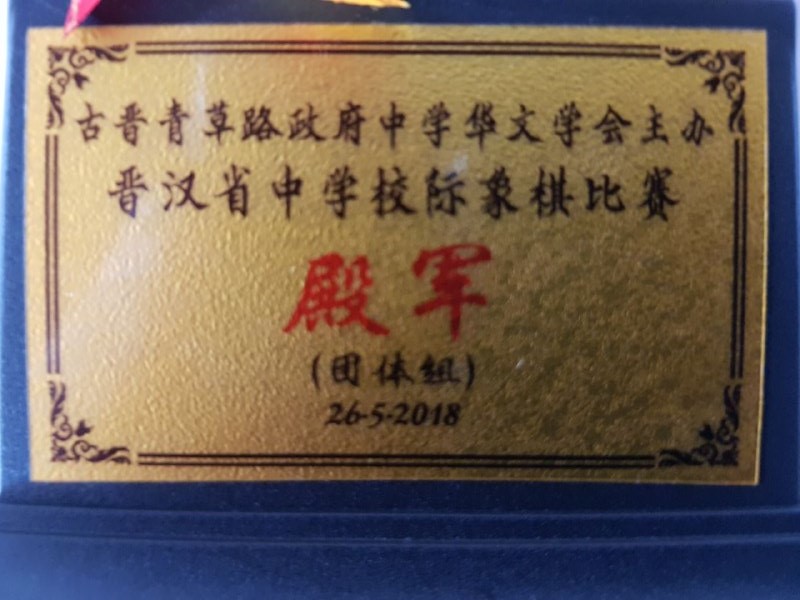 古晋青草路政府中学华文学会主办
晋汉省中学校际象棋比赛
殿军
(团体组)
26-5-2018